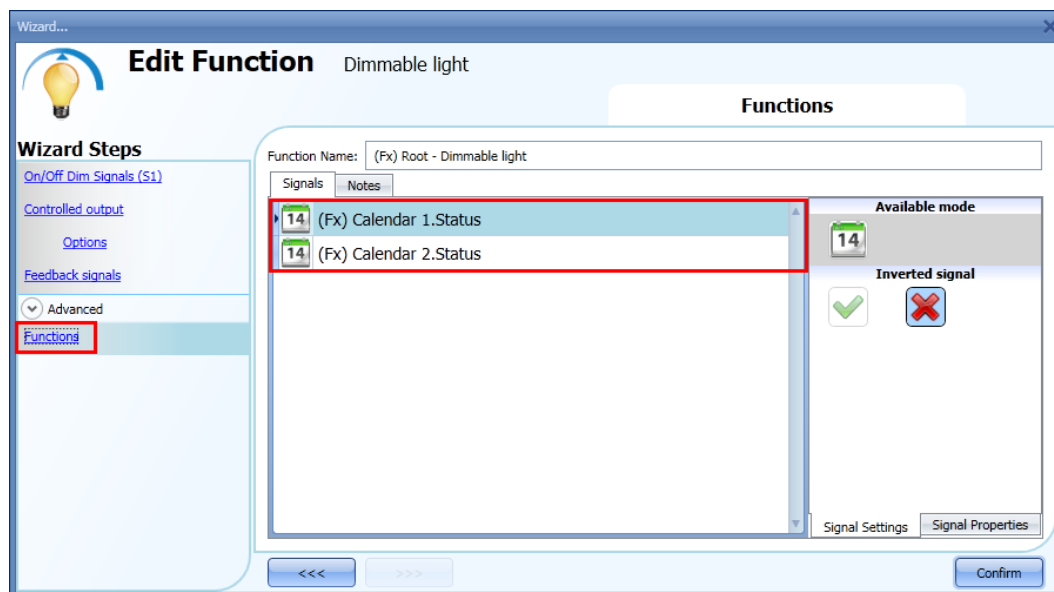 Wizard...
Edit Function Dimmable light
Functions
Wizard Steps
On/Off Dim Signals (S1)
Controlled output
Options
Feedback signals
Advanced
Functions
Function Name: (Fx) Root - Dimmable light
Signals Notes
14 (Fx) Calendar 1.Status
14 (Fx) Calendar 2.Status
Available mode
14
Inverted signal
Signal Settings Signal Properties
<<< >>> Confirm